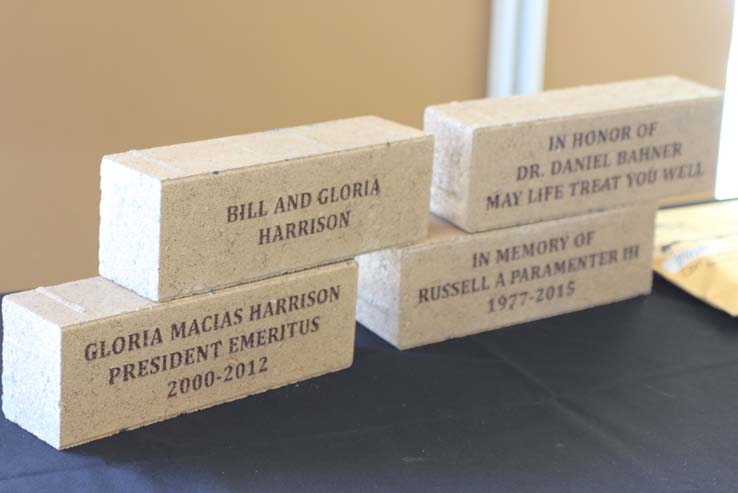 BILL AND GLORIA
HARRISON
GLORIA MACIAS HARRISON
PRESIDENT EMERITUS
2000-2012
IN HONOR OF
DR. DANIEL BAHNER
MAY LIFE TREAT YOU WELL
IN MEMORY OF
RUSSELL A PARAMENTER III
1977-2015